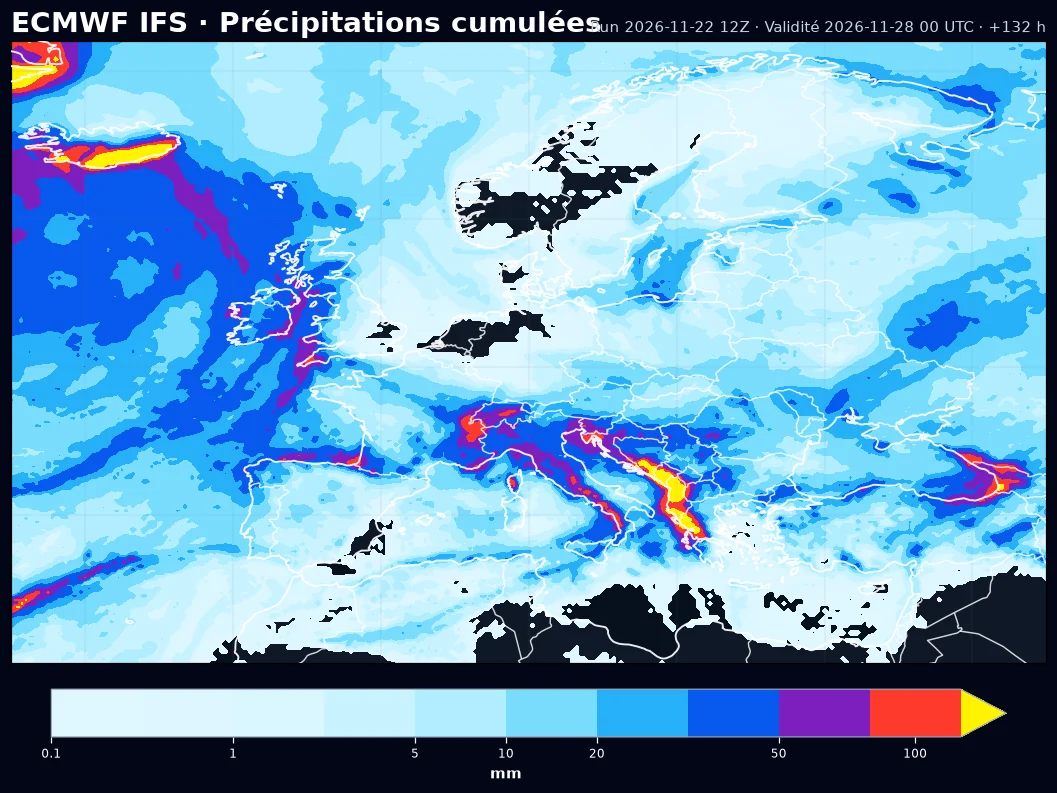 ECMWF IFS · Précipitations cumulées
Run 2026-11-22 12Z · Validité 2026-11-28 00 UTC · +132 h
0.1 1 5 10 20 50 100
mm